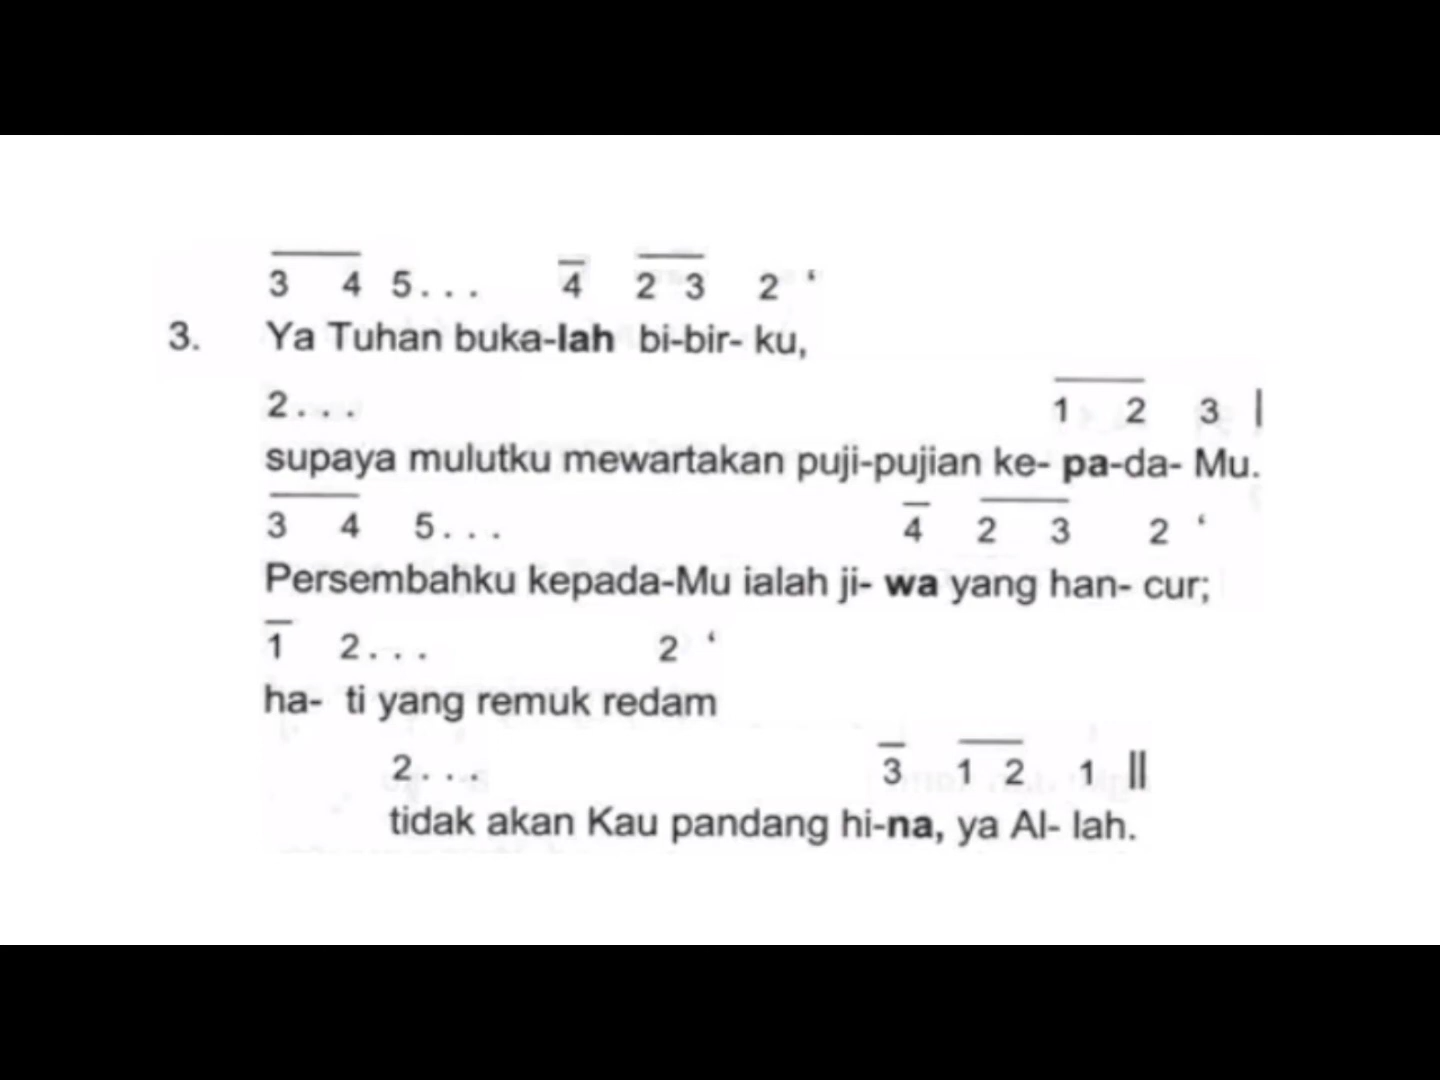 3 4 5... 4 2 3 2 ‘
3. Ya Tuhan buka-lah bi-bir- ku,
2... 1 2 3 |
supaya mulutku mewartakan puji-pujian ke- pa-da- Mu.
3 4 5... 4 2 3 2 ‘
Persembahku kepada-Mu ialah ji- wa yang han- cur;
1 2... 2 ‘
ha- ti yang remuk redam
2... 3 1 2 1 ||
tidak akan Kau pandang hi-na, ya Al- lah.